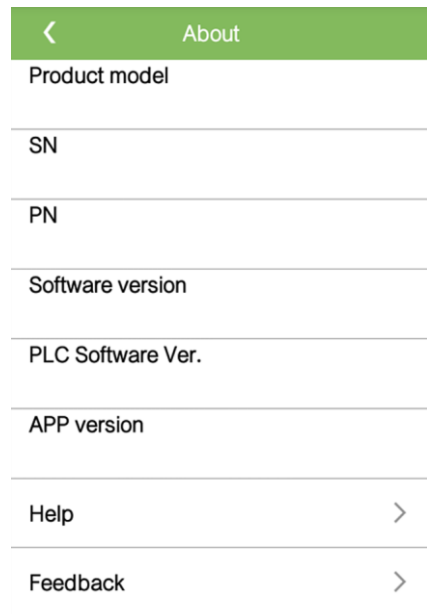 About
Product model
SN
PN
Software version
PLC Software Ver.
APP version
Help
Feedback